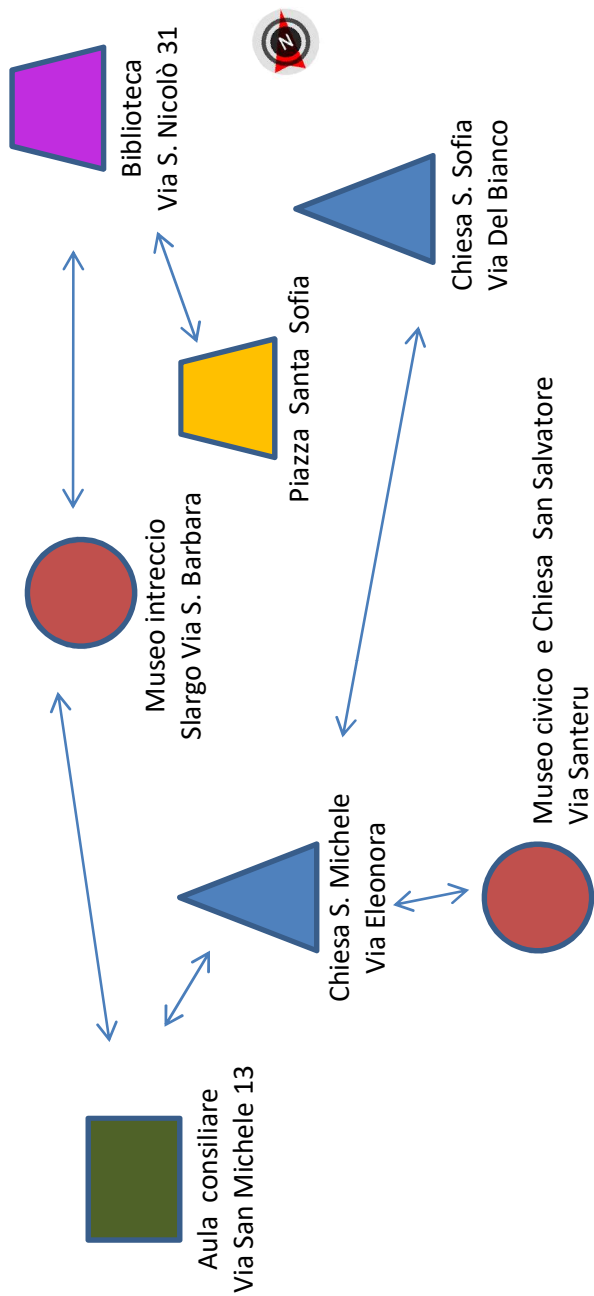 Biblioteca
Via S. Nicolò 31
Museo intreccio
Slargo Via S. Barbara
Aula consiliare
Via San Michele 13
Piazza Santa Sofia
Chiesa S. Michele
Via Eleonora
Chiesa S. Sofia
Via Del Bianco
Museo civico e Chiesa San Salvatore
Via Santeru
N